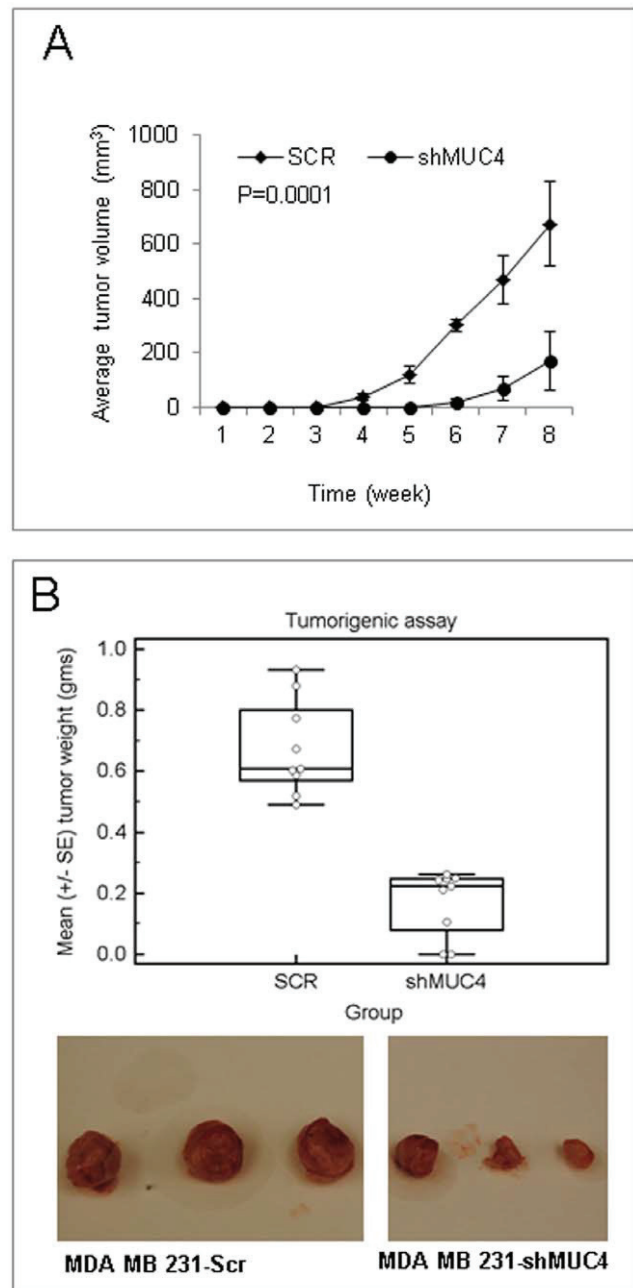 A
Average tumor volume (mm³)
1000
800
600
400
200
0
SCR shMUC4
P=0.0001
1 2 3 4 5 6 7 8
Time (week)
B
Tumorigenic assay
Mean (+/- SE) tumor weight (gms)
1.0
0.8
0.6
0.4
0.2
0.0
SCR shMUC4
Group
MDA MB 231-Scr MDA MB 231-shMUC4